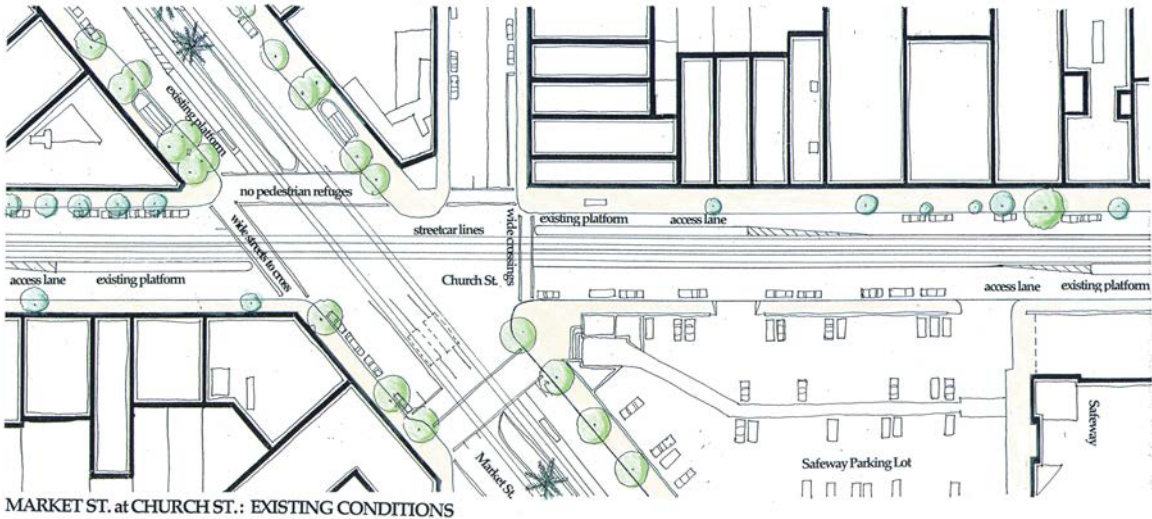 existing platform
no pedestrian refuges
wide streets to cross
streetcar lines
wide crossings
existing platform
access lane
access lane
existing platform
Church St.
access lane
existing platform
Market St.
Safeway
Safeway Parking Lot
MARKET ST. at CHURCH ST.: EXISTING CONDITIONS